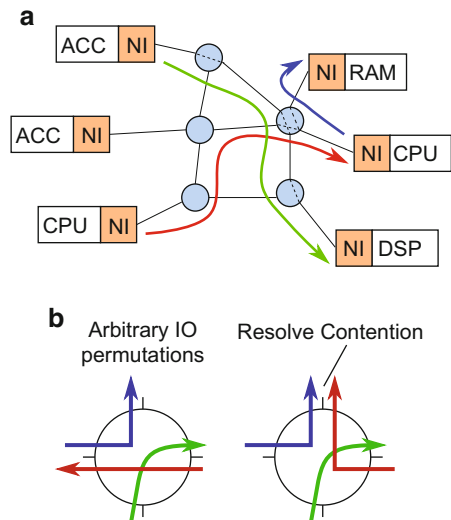 a
ACC NI
NI RAM
ACC NI
NI CPU
CPU NI
NI DSP
b
Arbitrary IO
permutations
Resolve Contention